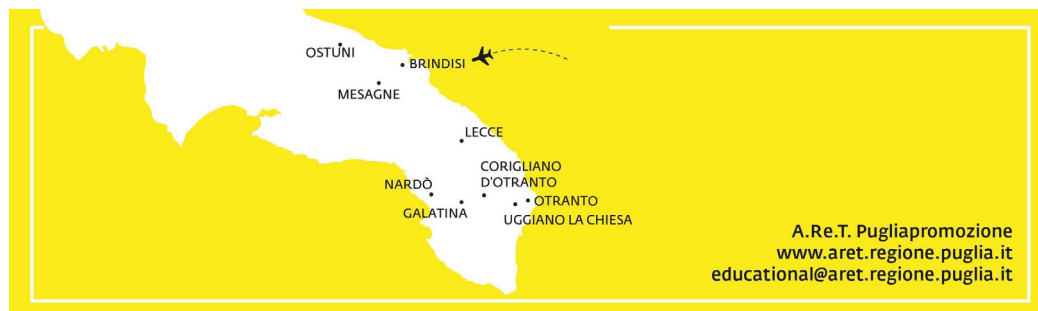 OSTUNI
BRINDISI
MESAGNE
LECCE
CORIGLIANO
D'OTRANTO
NARDÒ
OTRANTO
GALATINA
UGGIANO LA CHIESA
A.Re.T. Pugliapromozione
www.aret.regione.puglia.it
educational@aret.regione.puglia.it